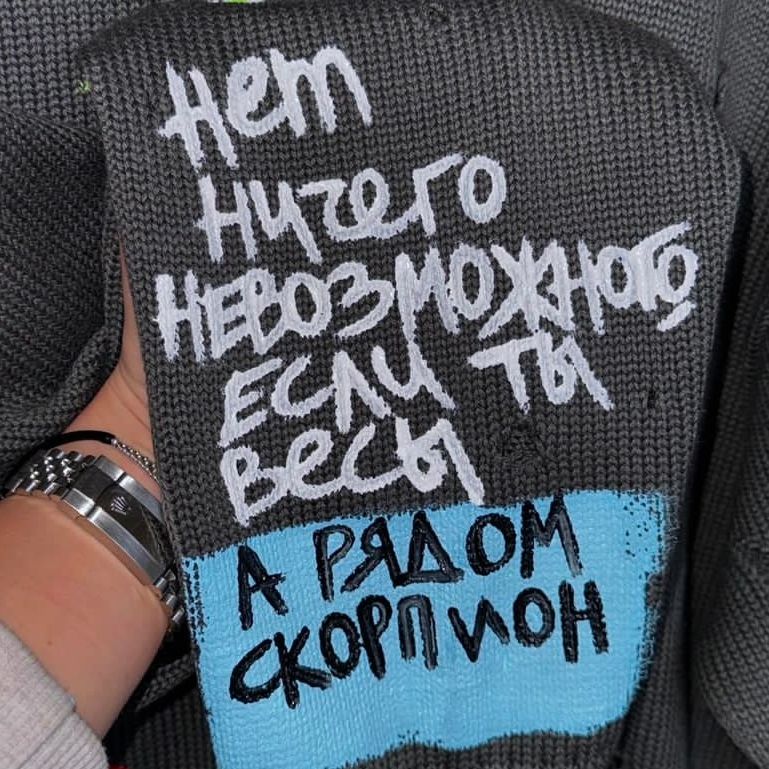 Нет
Ничего
НЕВОЗМОЖНОГО
ЕСЛИ ТЫ
Весы
А РЯДОМ
СКОРПИОН